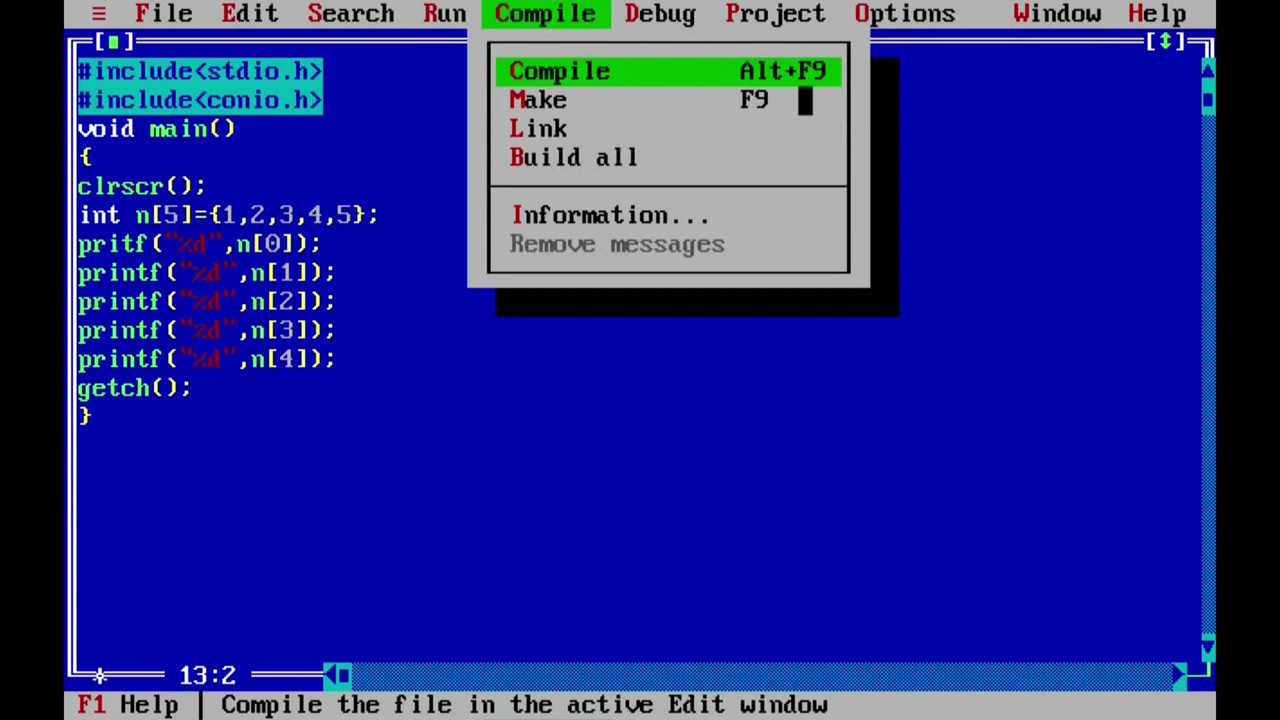 ≡ File Edit Search Run Compile Debug Project Options Window Help
[■] [↕]
#include<stdio.h>
#include<conio.h>
void main()
{
clrscr();
int n[5]={1,2,3,4,5};
pritf("%d",n[0]);
printf("%d",n[1]);
printf("%d",n[2]);
printf("%d",n[3]);
printf("%d",n[4]);
getch();
}
Compile Alt+F9
Make F9
Link
Build all
Information...
Remove messages
13:2
F1 Help │ Compile the file in the active Edit window